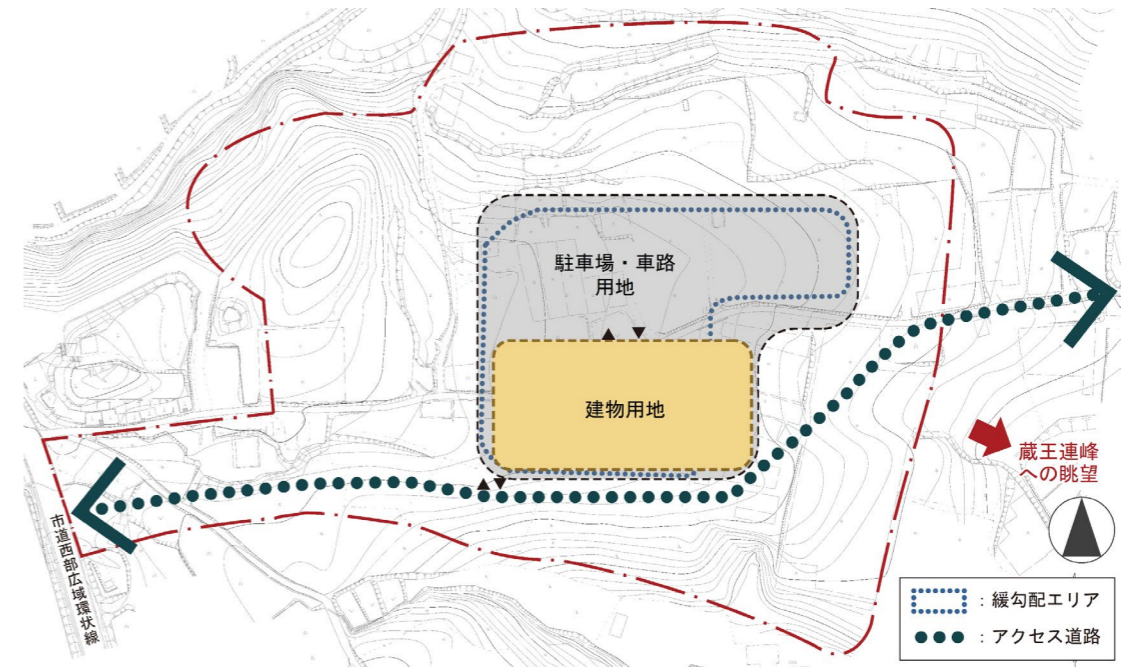 駐車場・車路
用地
建物用地
蔵王連峰
への眺望
市道西部広域環状線
：緩勾配エリア
：アクセス道路